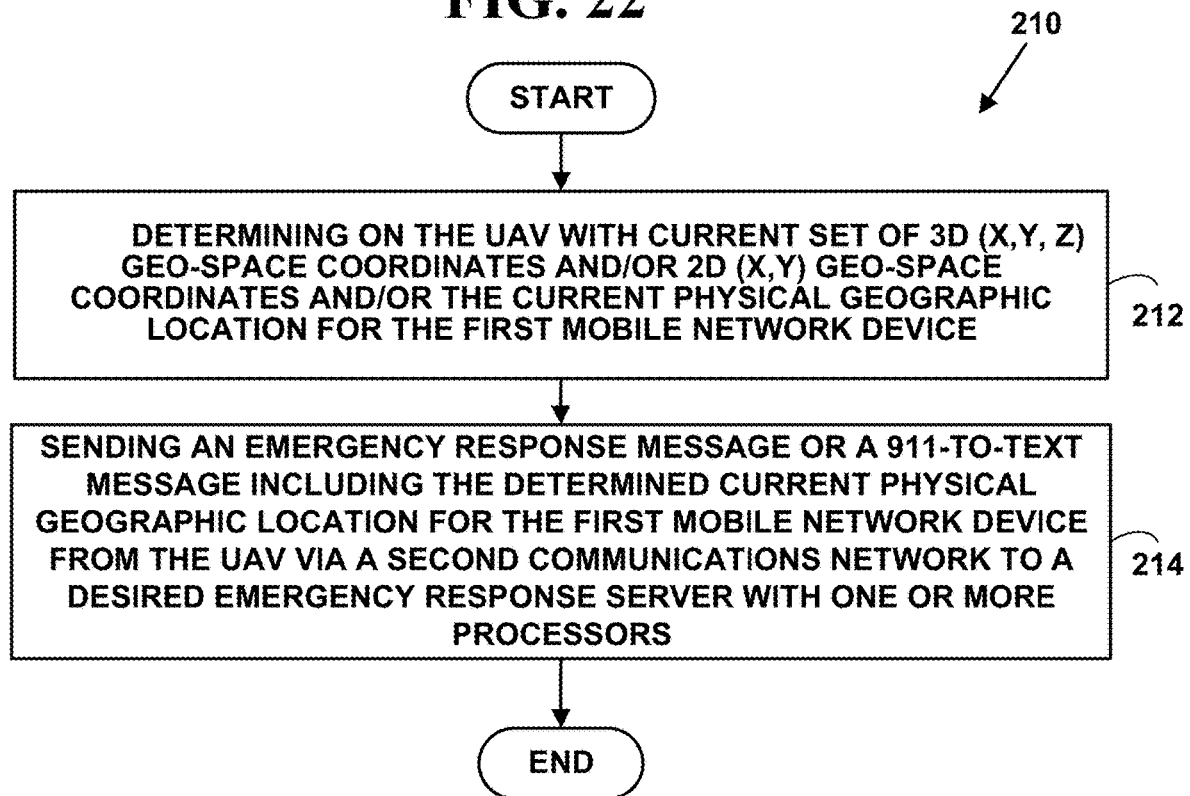 FIG. 22
210
START
DETERMINING ON THE UAV WITH CURRENT SET OF 3D (X,Y, Z)
GEO-SPACE COORDINATES AND/OR 2D (X,Y) GEO-SPACE
COORDINATES AND/OR THE CURRENT PHYSICAL GEOGRAPHIC
LOCATION FOR THE FIRST MOBILE NETWORK DEVICE
212
SENDING AN EMERGENCY RESPONSE MESSAGE OR A 911-TO-TEXT
MESSAGE INCLUDING THE DETERMINED CURRENT PHYSICAL
GEOGRAPHIC LOCATION FOR THE FIRST MOBILE NETWORK DEVICE
FROM THE UAV VIA A SECOND COMMUNICATIONS NETWORK TO A
DESIRED EMERGENCY RESPONSE SERVER WITH ONE OR MORE
PROCESSORS
214
END